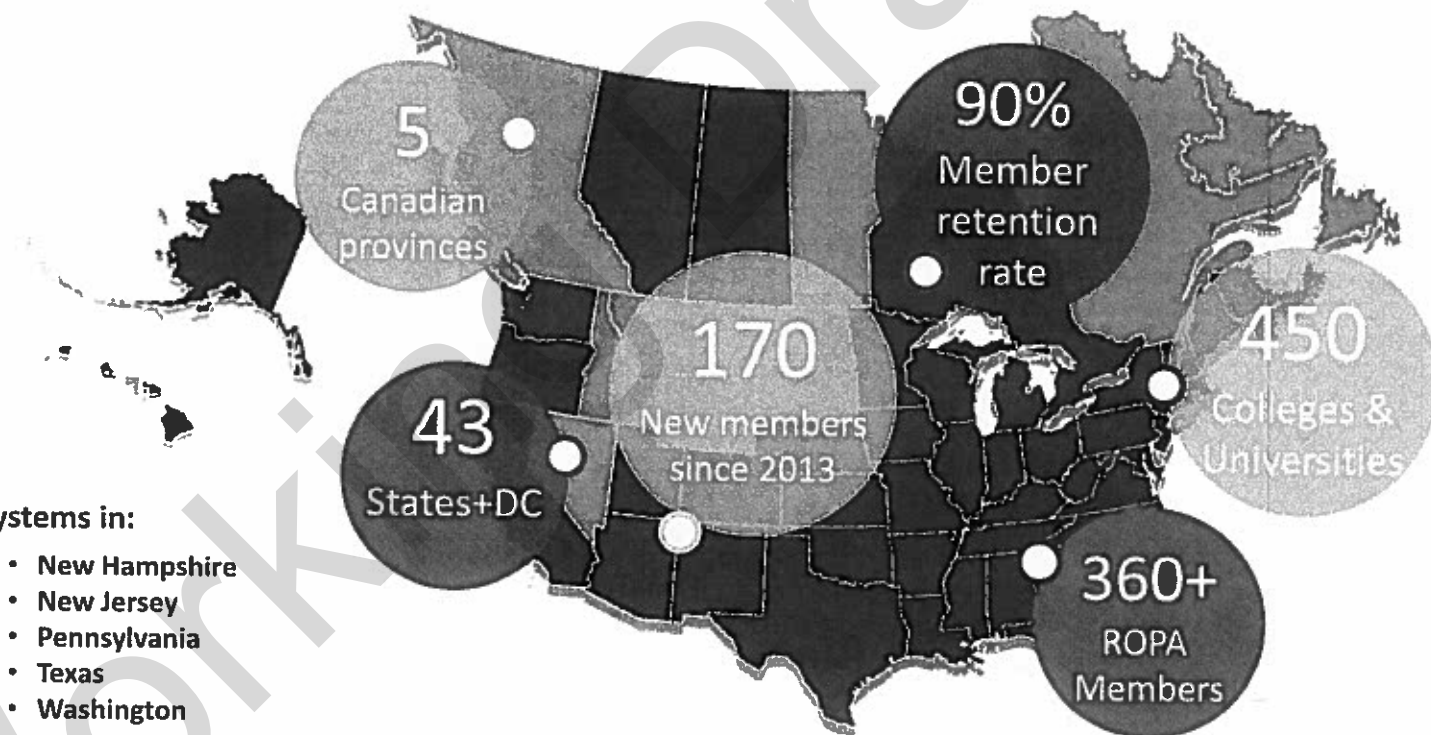 5
Canadian
provinces
90%
Member
retention
rate
170
New members
since 2013
450
Colleges &
Universities
43
States+DC
360+
ROPA
Members
ystems in:
• New Hampshire
• New Jersey
• Pennsylvania
• Texas
• Washington